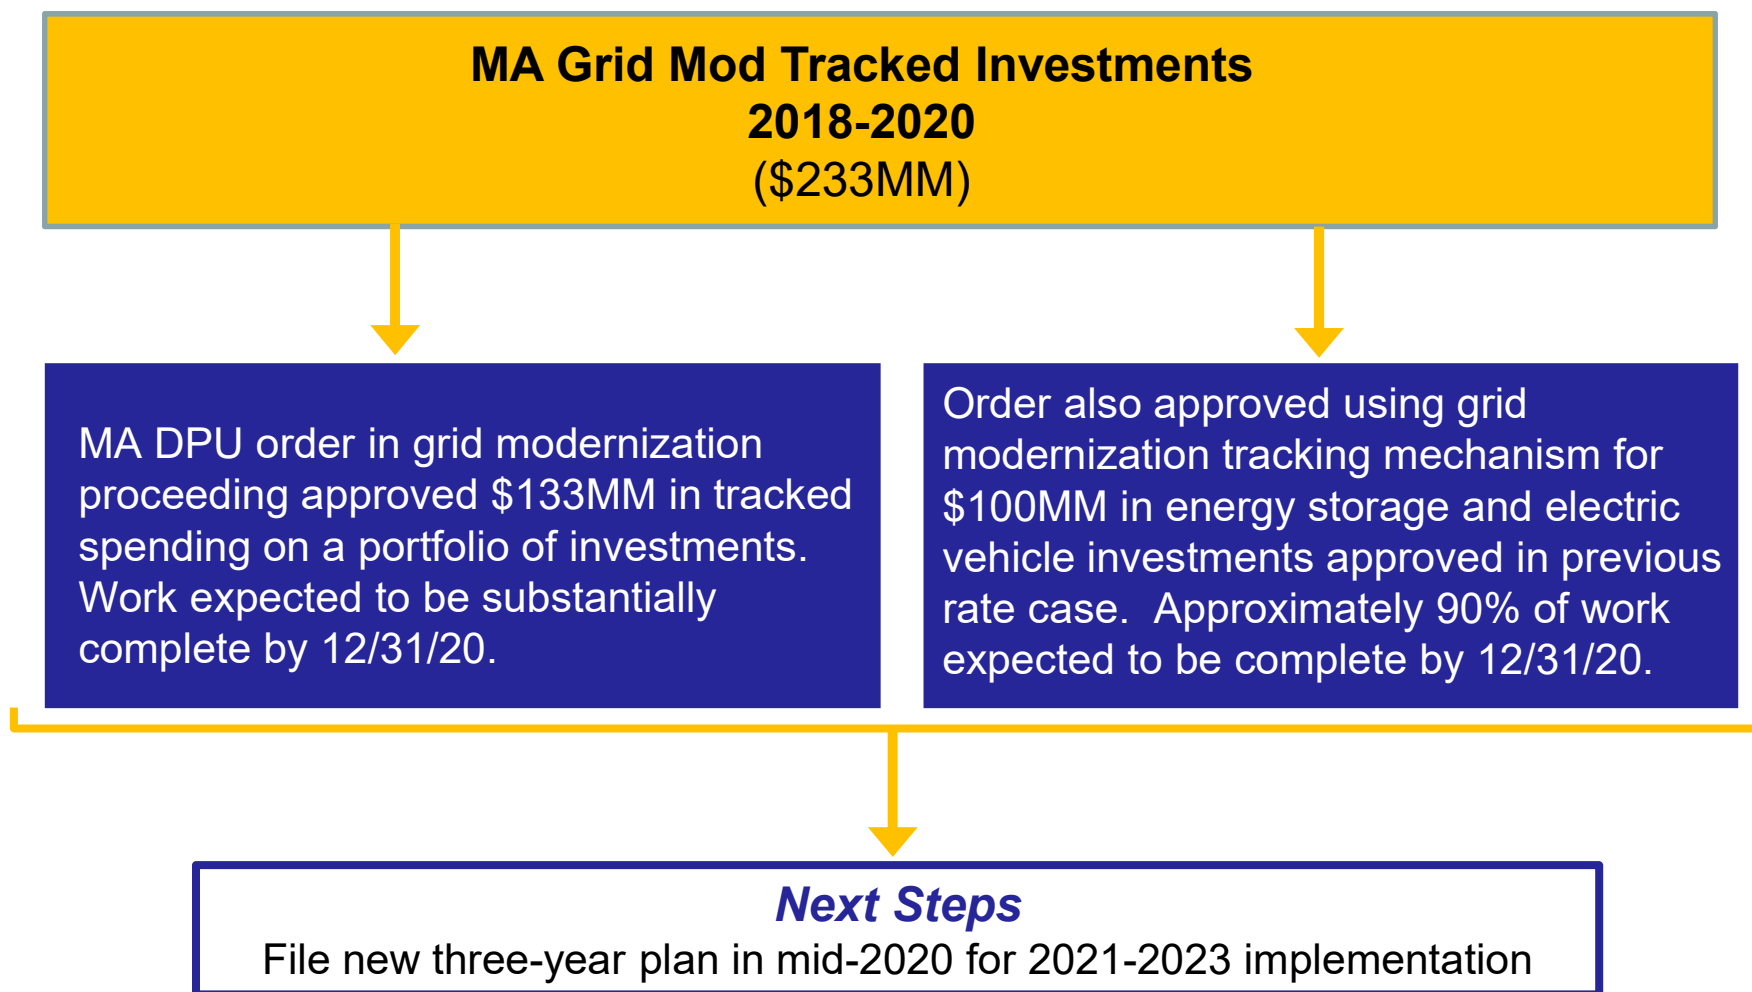 MA Grid Mod Tracked Investments
2018-2020
($233MM)
MA DPU order in grid modernization
proceeding approved $133MM in tracked
spending on a portfolio of investments.
Work expected to be substantially
complete by 12/31/20.
Order also approved using grid
modernization tracking mechanism for
$100MM in energy storage and electric
vehicle investments approved in previous
rate case.  Approximately 90% of work
expected to be complete by 12/31/20.
Next Steps
File new three-year plan in mid-2020 for 2021-2023 implementation